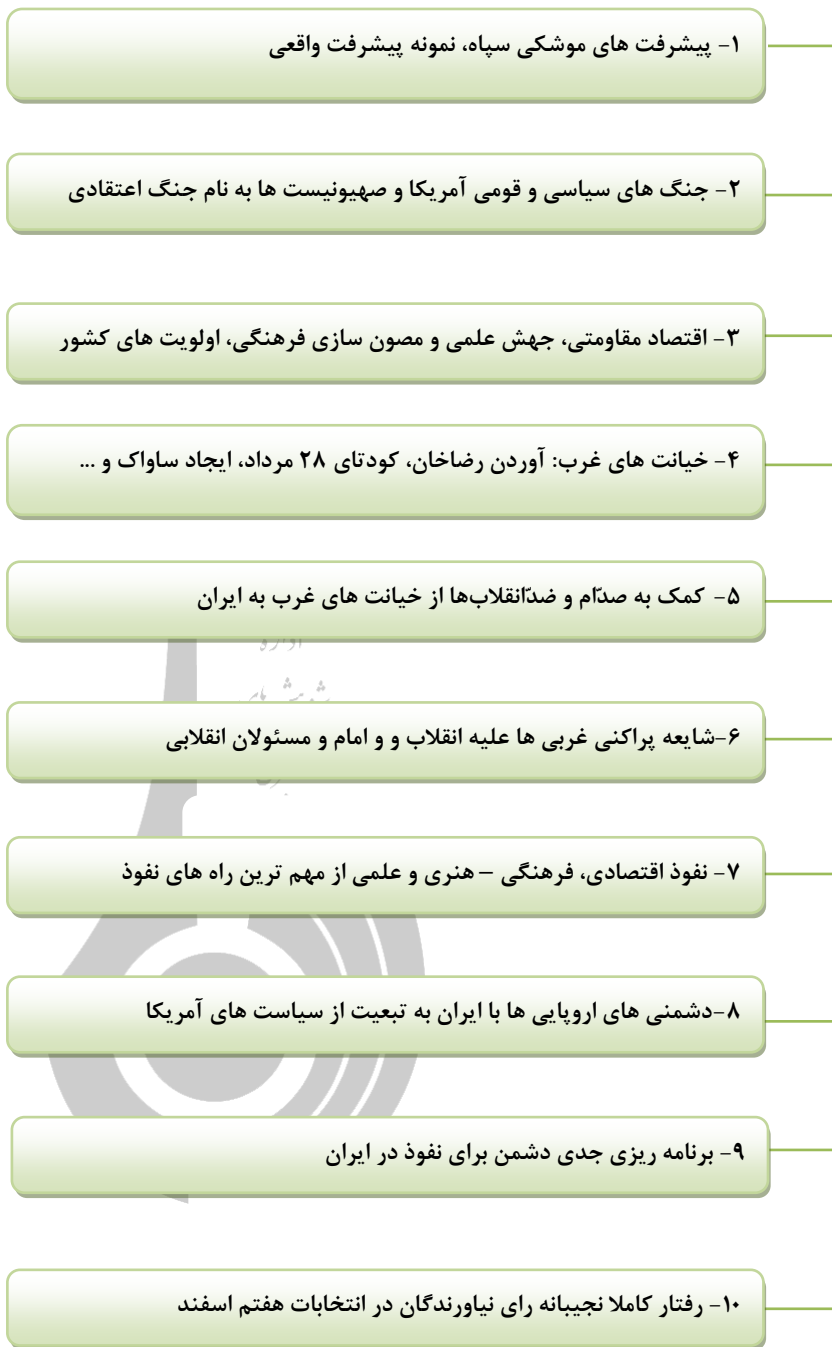 ۱- پیشرفت های موشکی سپاه، نمونه پیشرفت واقعی
۲- جنگ های سیاسی و قومی آمریکا و صهیونیست ها به نام جنگ اعتقادی
۳- اقتصاد مقاومتی، جهش علمی و مصون سازی فرهنگی، اولویت های کشور
۴- خیانت های غرب: آوردن رضاخان، کودتای ۲۸ مرداد، ایجاد ساواک و ...
۵- کمک به صدّام و ضدّانقلاب‌ها از خیانت های غرب به ایران
اداره
۶-شایعه پراکنی غربی ها علیه انقلاب و و امام و مسئولان انقلابی
۷- نفوذ اقتصادی، فرهنگی – هنری و علمی از مهم ترین راه های نفوذ
۸-دشمنی های اروپایی ها با ایران به تبعیت از سیاست های آمریکا
۹- برنامه ریزی جدی دشمن برای نفوذ در ایران
۱۰- رفتار کاملا نجیبانه رای نیاورندگان در انتخابات هفتم اسفند